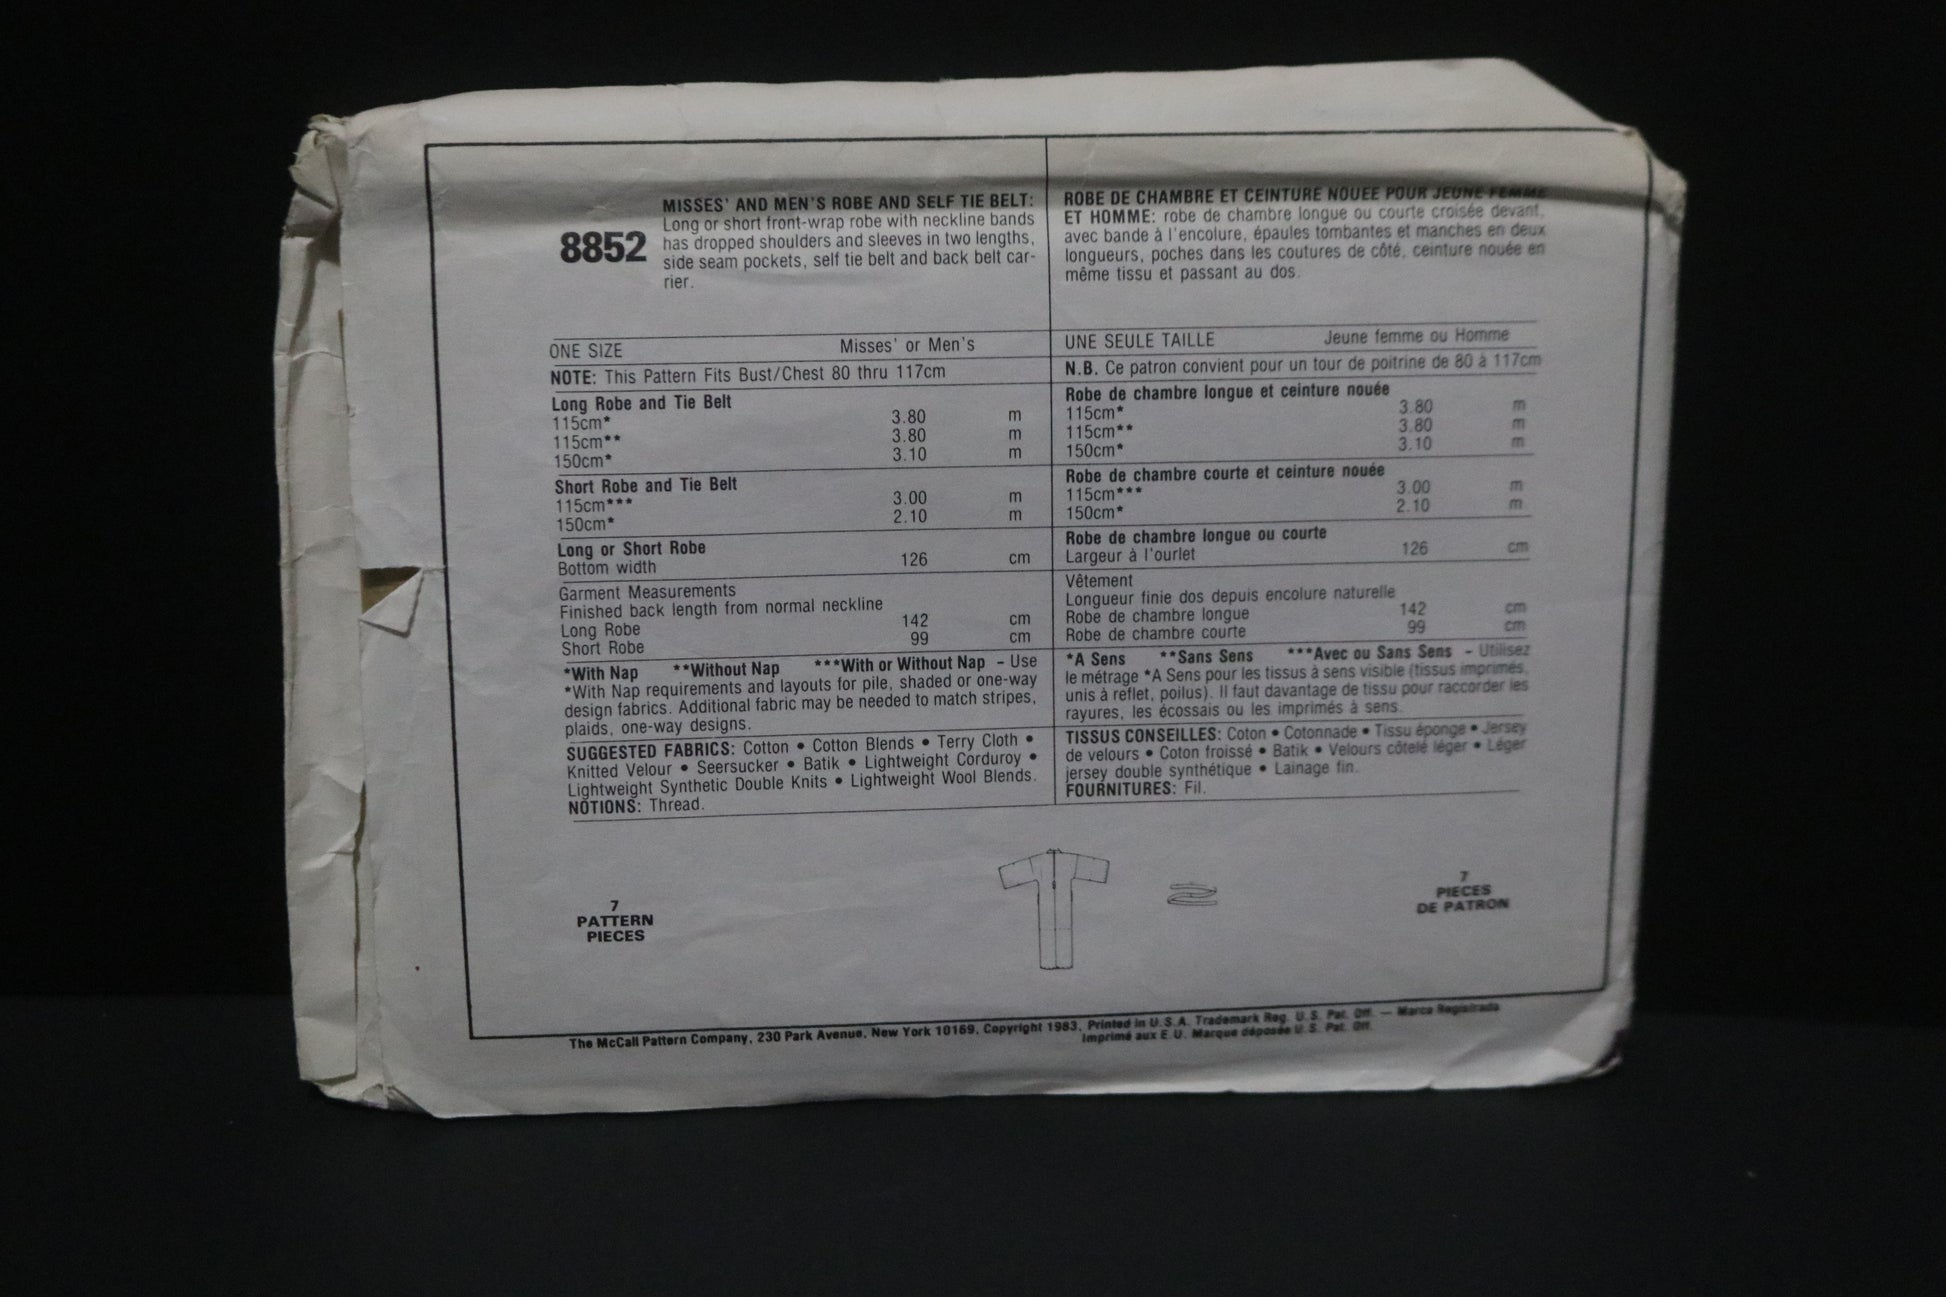 8852
MISSES' AND MEN'S ROBE AND SELF TIE BELT:
Long or short front-wrap robe with neckline bands
has dropped shoulders and sleeves in two lengths,
side seam pockets, self tie belt and back belt car-
rier.
ONE SIZE Misses' or Men's
NOTE: This Pattern Fits Bust/Chest 80 thru 117cm
Long Robe and Tie Belt
115cm* 3.80 m
115cm** 3.80 m
150cm* 3.10 m
Short Robe and Tie Belt
115cm*** 3.00 m
150cm* 2.10 m
Long or Short Robe
Bottom width 126 cm
Garment Measurements
Finished back length from normal neckline
Long Robe 142 cm
Short Robe 99 cm
*With Nap **Without Nap ***With or Without Nap - Use
*With Nap requirements and layouts for pile, shaded or one-way
design fabrics. Additional fabric may be needed to match stripes,
plaids, one-way designs.
SUGGESTED FABRICS: Cotton • Cotton Blends • Terry Cloth •
Knitted Velour • Seersucker • Batik • Lightweight Corduroy •
Lightweight Synthetic Double Knits • Lightweight Wool Blends.
NOTIONS: Thread.
7
PATTERN
PIECES
ROBE DE CHAMBRE ET CEINTURE NOUEE POUR JEUNE FEMME
ET HOMME: robe de chambre longue ou courte croisée devant,
avec bande à l'encolure, épaules tombantes et manches en deux
longueurs, poches dans les coutures de côté, ceinture nouée en
même tissu et passant au dos.
UNE SEULE TAILLE Jeune femme ou Homme
N.B. Ce patron convient pour un tour de poitrine de 80 à 117cm
Robe de chambre longue et ceinture nouée
115cm* 3.80 m
115cm** 3.80 m
150cm* 3.10 m
Robe de chambre courte et ceinture nouée
115cm*** 3.00 m
150cm* 2.10 m
Robe de chambre longue ou courte
Largeur à l'ourlet 126 cm
Vêtement
Longueur finie dos depuis encolure naturelle
Robe de chambre longue 142 cm
Robe de chambre courte 99 cm
*A Sens **Sans Sens ***Avec ou Sans Sens - Utilisez
le métrage *A Sens pour les tissus à sens visible (tissus imprimés,
unis à reflet, poilus). Il faut davantage de tissu pour raccorder les
rayures, les écossais ou les imprimés à sens.
TISSUS CONSEILLES: Coton • Cotonnade • Tissu éponge • Jersey
de velours • Coton froissé • Batik • Velours côtelé léger • Léger
jersey double synthétique • Lainage fin.
FOURNITURES: Fil.
7
PIECES
DE PATRON
The McCall Pattern Company, 230 Park Avenue, New York 10169, Copyright 1983, Printed in U.S.A. Trademark Reg. U.S. Pat. Off. — Marca Registrada
Imprimé aux E.U. Marque déposée U.S. Pat. Off.